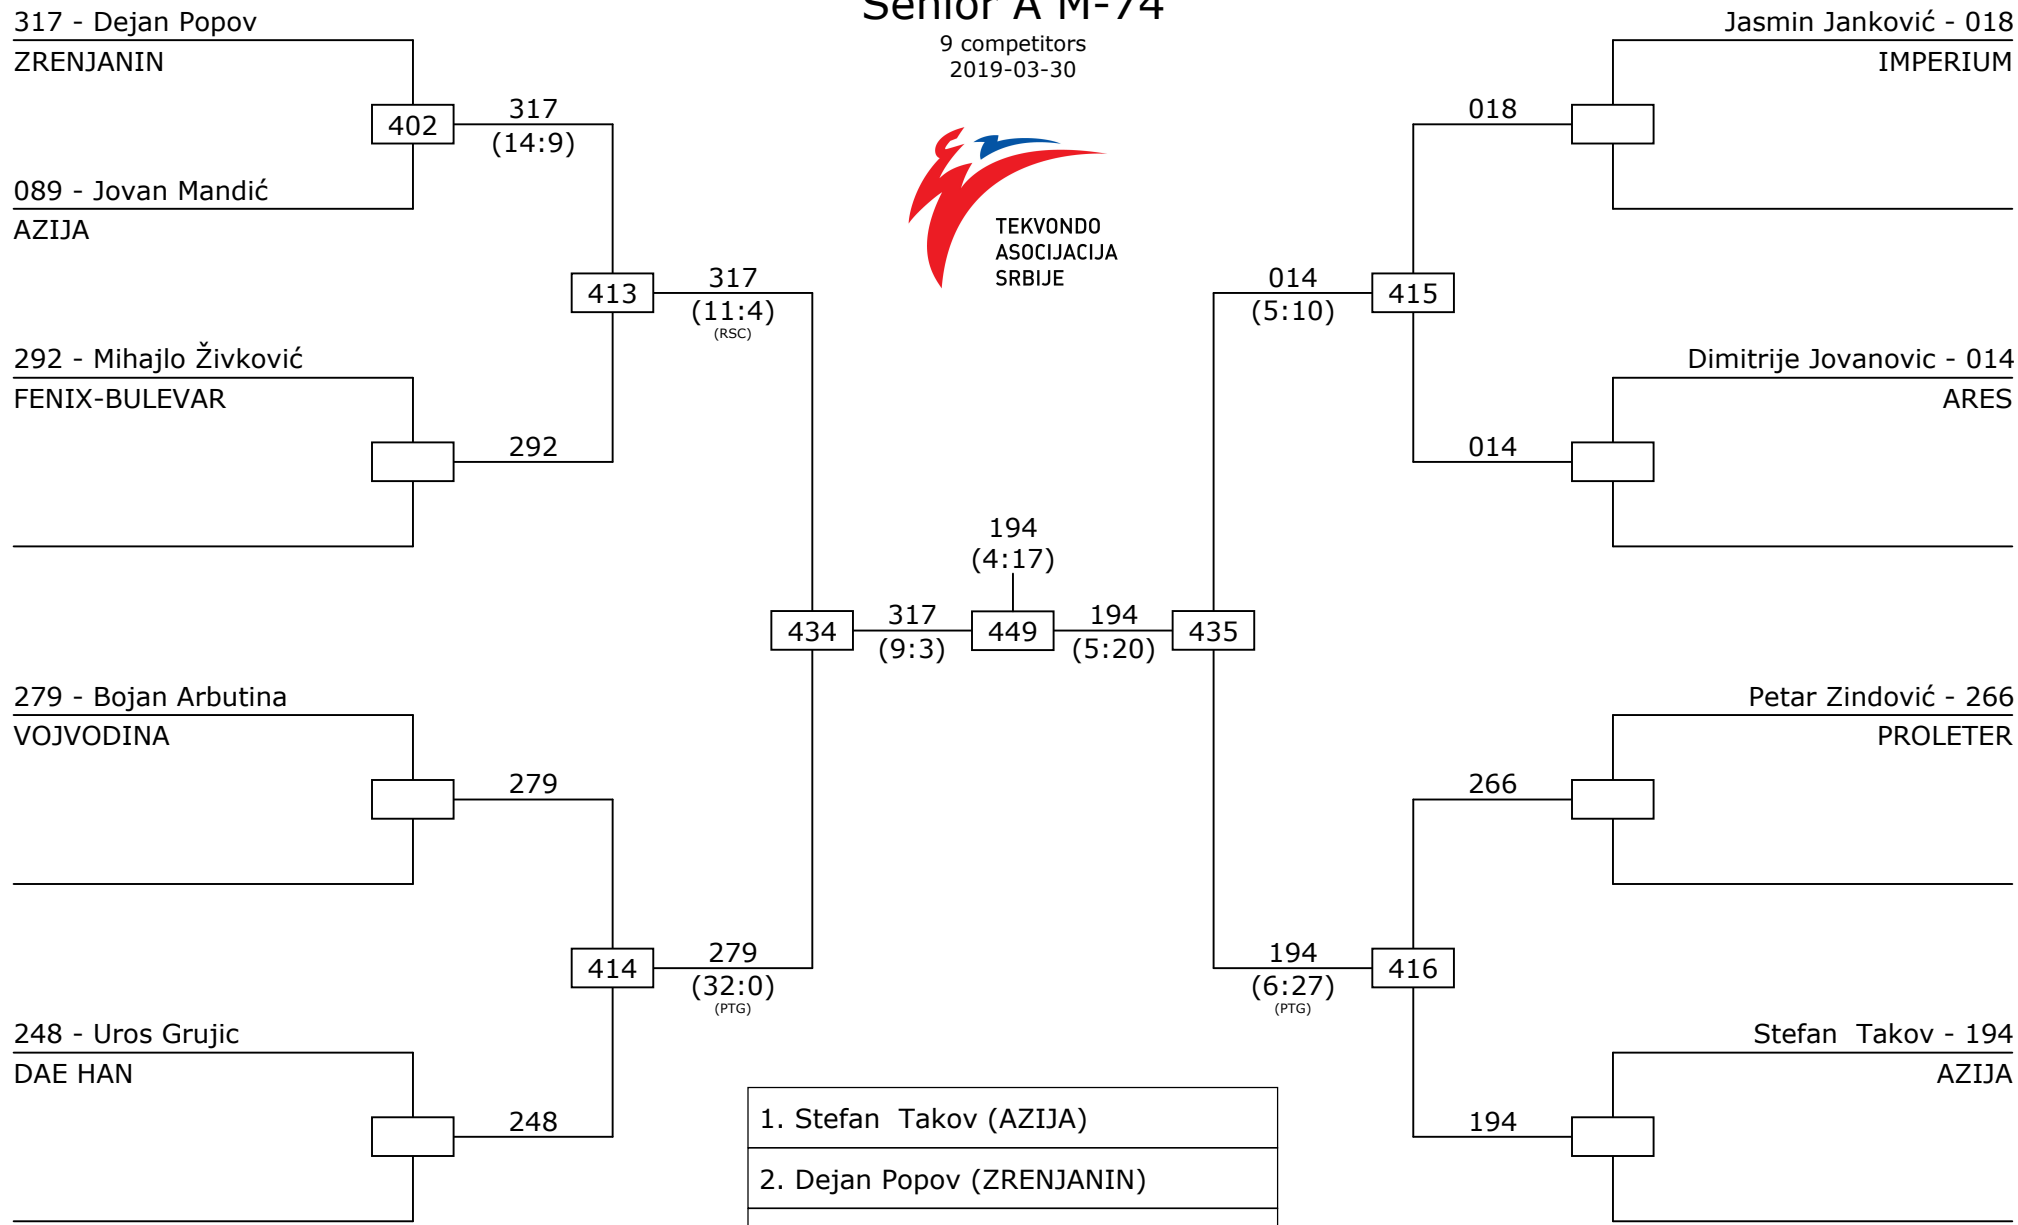 Senior A M-74
9 competitors
2019-03-30
TEKVONDO
ASOCIJACIJA
SRBIJE
317 - Dejan Popov
ZRENJANIN
402
317
(14:9)
089 - Jovan Mandić
AZIJA
413
317
(11:4)
(RSC)
292 - Mihajlo Živković
FENIX-BULEVAR
292
279 - Bojan Arbutina
VOJVODINA
279
414
279
(32:0)
(PTG)
248 - Uros Grujic
DAE HAN
248
434
317
(9:3)
194
(4:17)
449
194
(5:20)
435
Jasmin Janković - 018
IMPERIUM
018
014
(5:10)
415
Dimitrije Jovanovic - 014
ARES
014
Petar Zindović - 266
PROLETER
266
194
(6:27)
(PTG)
416
Stefan  Takov - 194
AZIJA
194
1. Stefan  Takov (AZIJA)
2. Dejan Popov (ZRENJANIN)